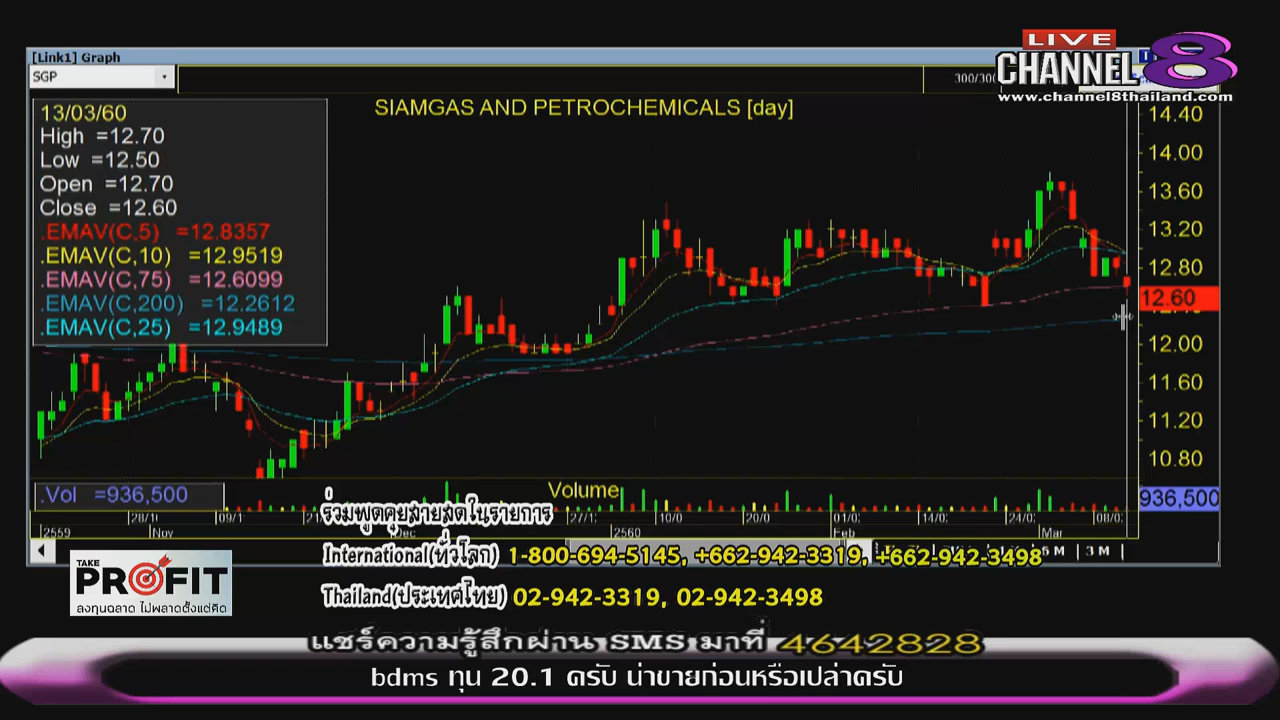 [Link1] Graph
LIVE
CHANNEL 8
www.channel8thailand.com
SGP
300/300
SIAMGAS AND PETROCHEMICALS [day]
13/03/60
High =12.70
Low =12.50
Open =12.70
Close =12.60
.EMAV(C,5) =12.8357
.EMAV(C,10) =12.9519
.EMAV(C,75) =12.6099
.EMAV(C,200) =12.2612
.EMAV(C,25) =12.9489
14.40
14.00
13.60
13.20
12.80
12.60
12.00
11.60
11.20
10.80
.Vol =936,500
Volume
936,500
28/1
09/1
27/1
10/0
20/0
01/0
14/0
24/0
08/0
2559
Nov
Dec
2560
Feb
Mar
6 M
3 M
ร่วมพูดคุยสายสดในรายการ
International(ทั่วโลก) 1-800-694-5145, +662-942-3319, +662-942-3498
Thailand(ประเทศไทย) 02-942-3319, 02-942-3498
TAKE
PROFIT
ลงทุนฉลาด ไม่พลาดตั้งแต่คิด
แชร์ความรู้สึกผ่าน SMS มาที่ 4642828
bdms ทุน 20.1 ครับ น่าขายก่อนหรือเปล่าครับ